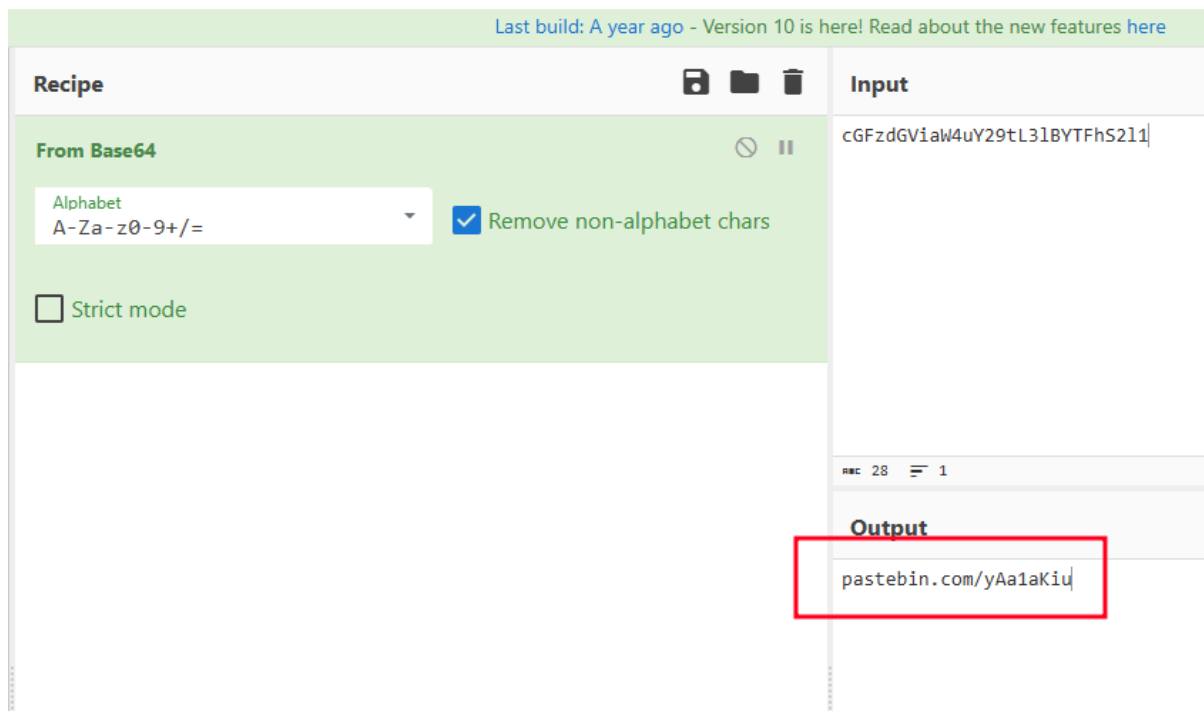 Last build: A year ago - Version 10 is here! Read about the new features here
Recipe
From Base64
Alphabet
A-Za-z0-9+/=
Remove non-alphabet chars
Strict mode
Input
cGFzdGViaW4uY29tL3lBYTFhS2l1
ABC 28 1
Output
pastebin.com/yAa1aKiu